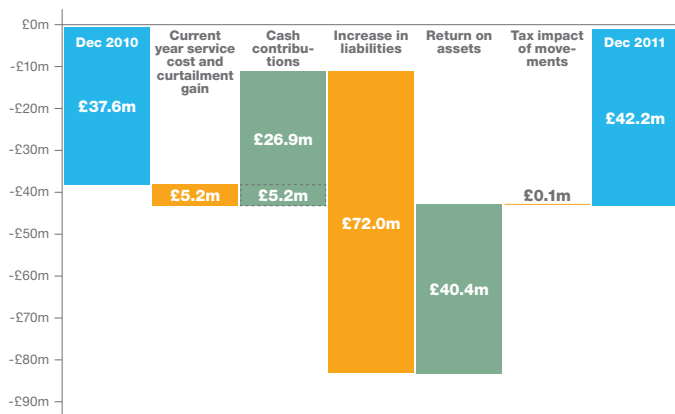 £0m
-£10m
-£20m
-£30m
-£40m
-£50m
-£60m
-£70m
-£80m
-£90m
Dec 2010
£37.6m
Current
year service
cost and
curtailment
gain
£5.2m
Cash
contribu-
tions
£26.9m
£5.2m
Increase in
liabilities
£72.0m
Return on
assets
£40.4m
Tax impact
of move-
ments
£0.1m
Dec 2011
£42.2m